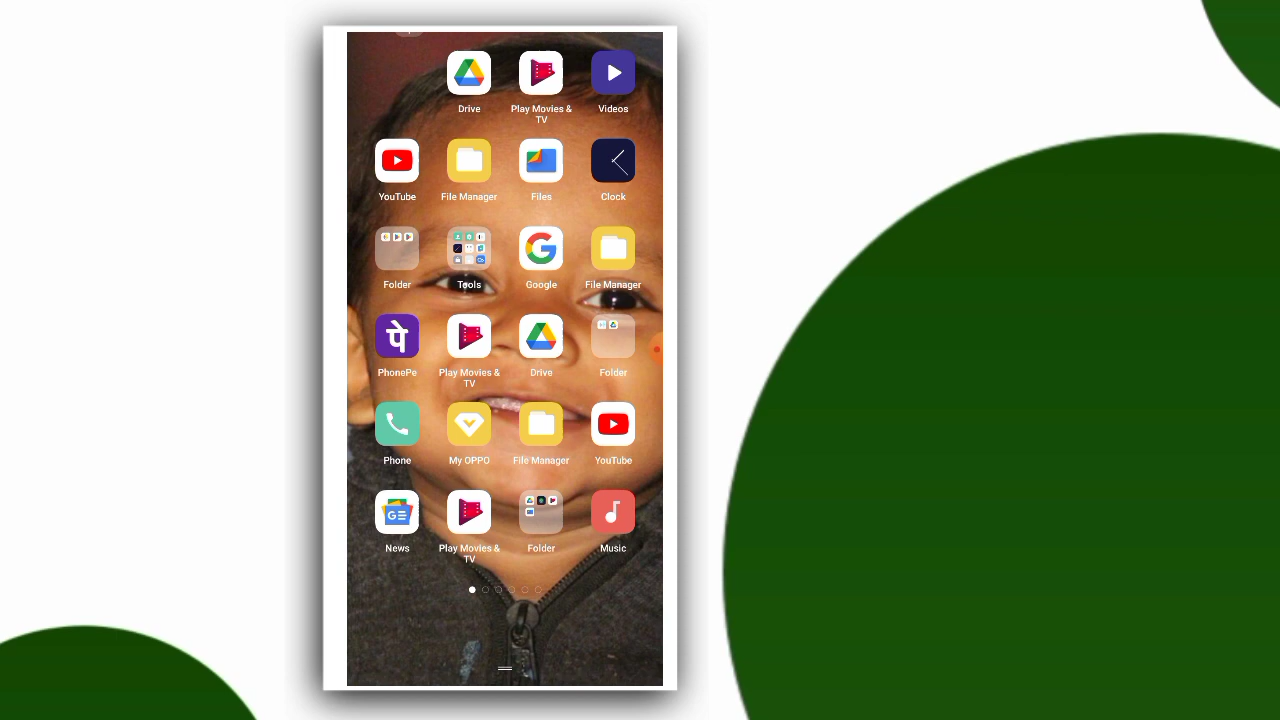 Drive Play Movies & TV Videos
YouTube File Manager Files Clock
Folder Tools Google File Manager
पे
PhonePe Play Movies & TV Drive Folder
Phone My OPPO File Manager YouTube
GE
News Play Movies & TV Folder Music